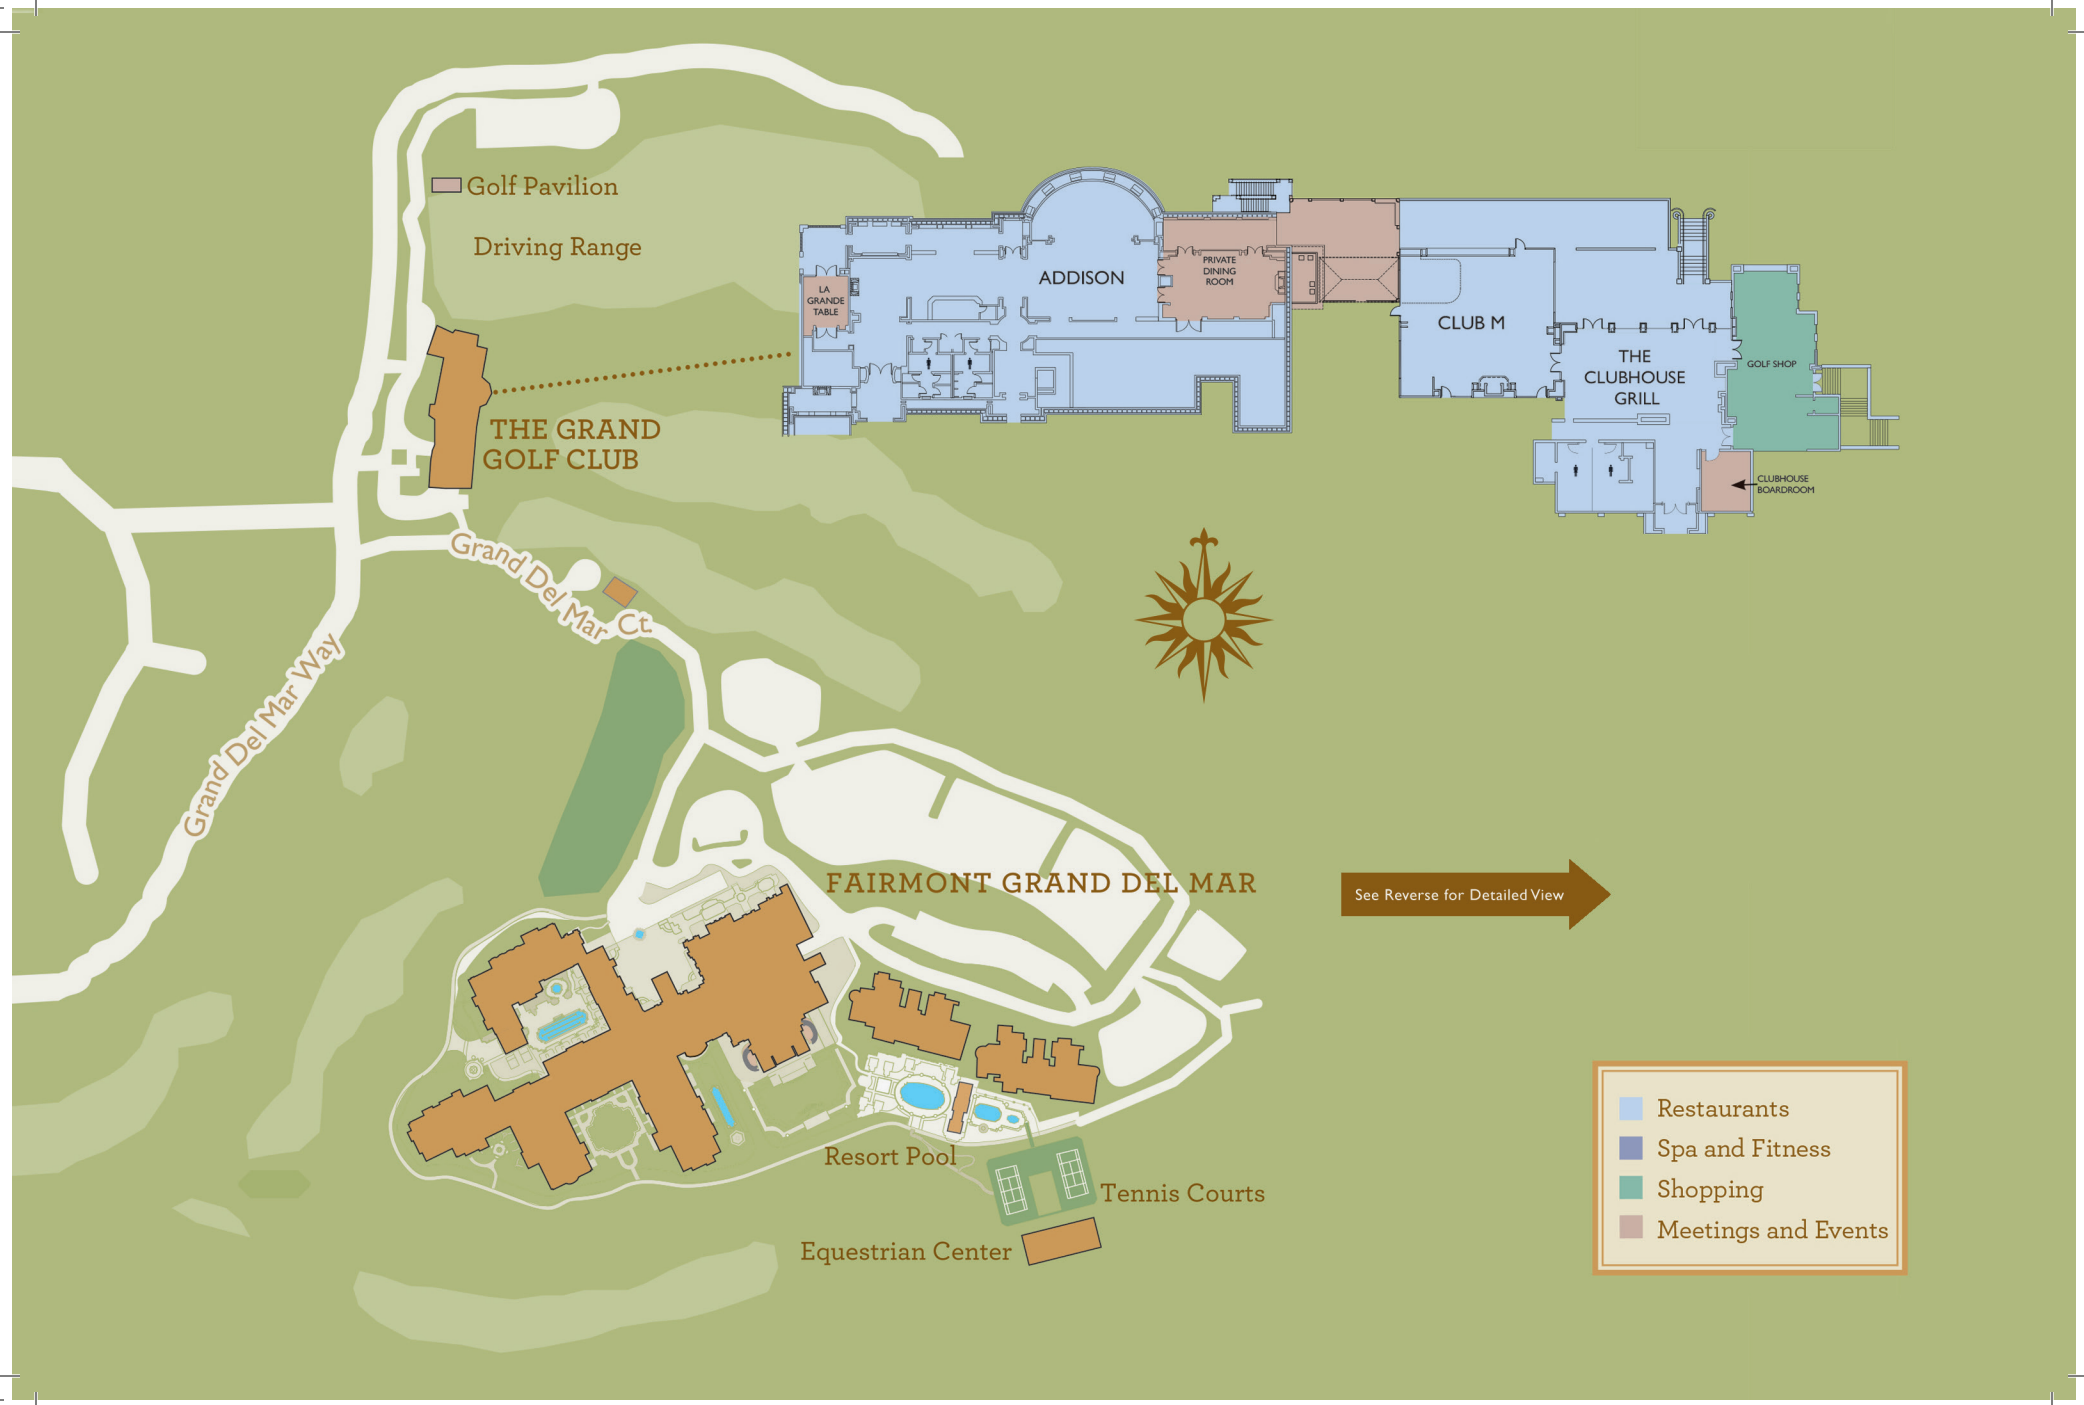 Golf Pavilion
Driving Range
THE GRAND
GOLF CLUB
LA
GRANDE
TABLE
ADDISON
PRIVATE
DINING
ROOM
CLUB M
THE
CLUBHOUSE
GRILL
GOLF SHOP
CLUBHOUSE
BOARDROOM
Grand Del Mar Ct.
Grand Del Mar Way
FAIRMONT GRAND DEL MAR
See Reverse for Detailed View
Resort Pool
Tennis Courts
Equestrian Center
Restaurants
Spa and Fitness
Shopping
Meetings and Events